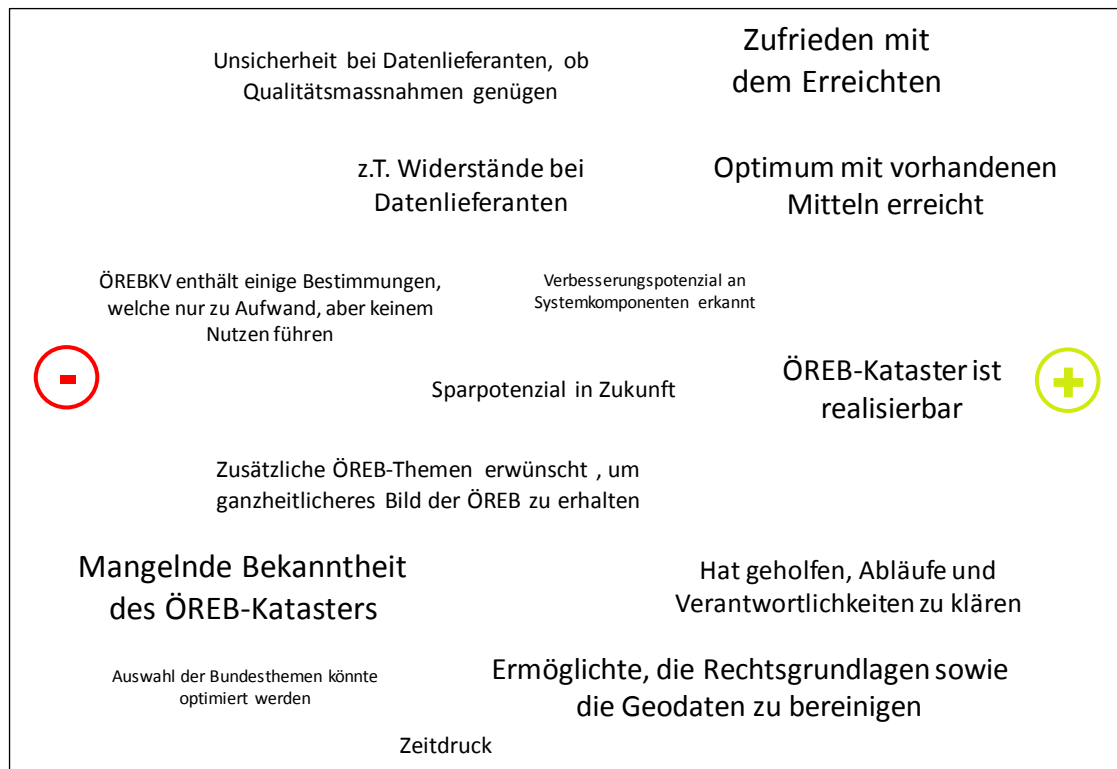 Unsicherheit bei Datenlieferanten, ob
Qualitätsmassnahmen genügen
Zufrieden mit
dem Erreichten
z.T. Widerstände bei
Datenlieferanten
Optimum mit vorhandenen
Mitteln erreicht
ÖREBKV enthält einige Bestimmungen,
welche nur zu Aufwand, aber keinem
Nutzen führen
Verbesserungspotenzial an
Systemkomponenten erkannt
-
Sparpotenzial in Zukunft
ÖREB-Kataster ist
realisierbar
+
Zusätzliche ÖREB-Themen erwünscht , um
ganzheitlicheres Bild der ÖREB zu erhalten
Mangelnde Bekanntheit
des ÖREB-Katasters
Hat geholfen, Abläufe und
Verantwortlichkeiten zu klären
Auswahl der Bundesthemen könnte
optimiert werden
Ermöglichte, die Rechtsgrundlagen sowie
die Geodaten zu bereinigen
Zeitdruck